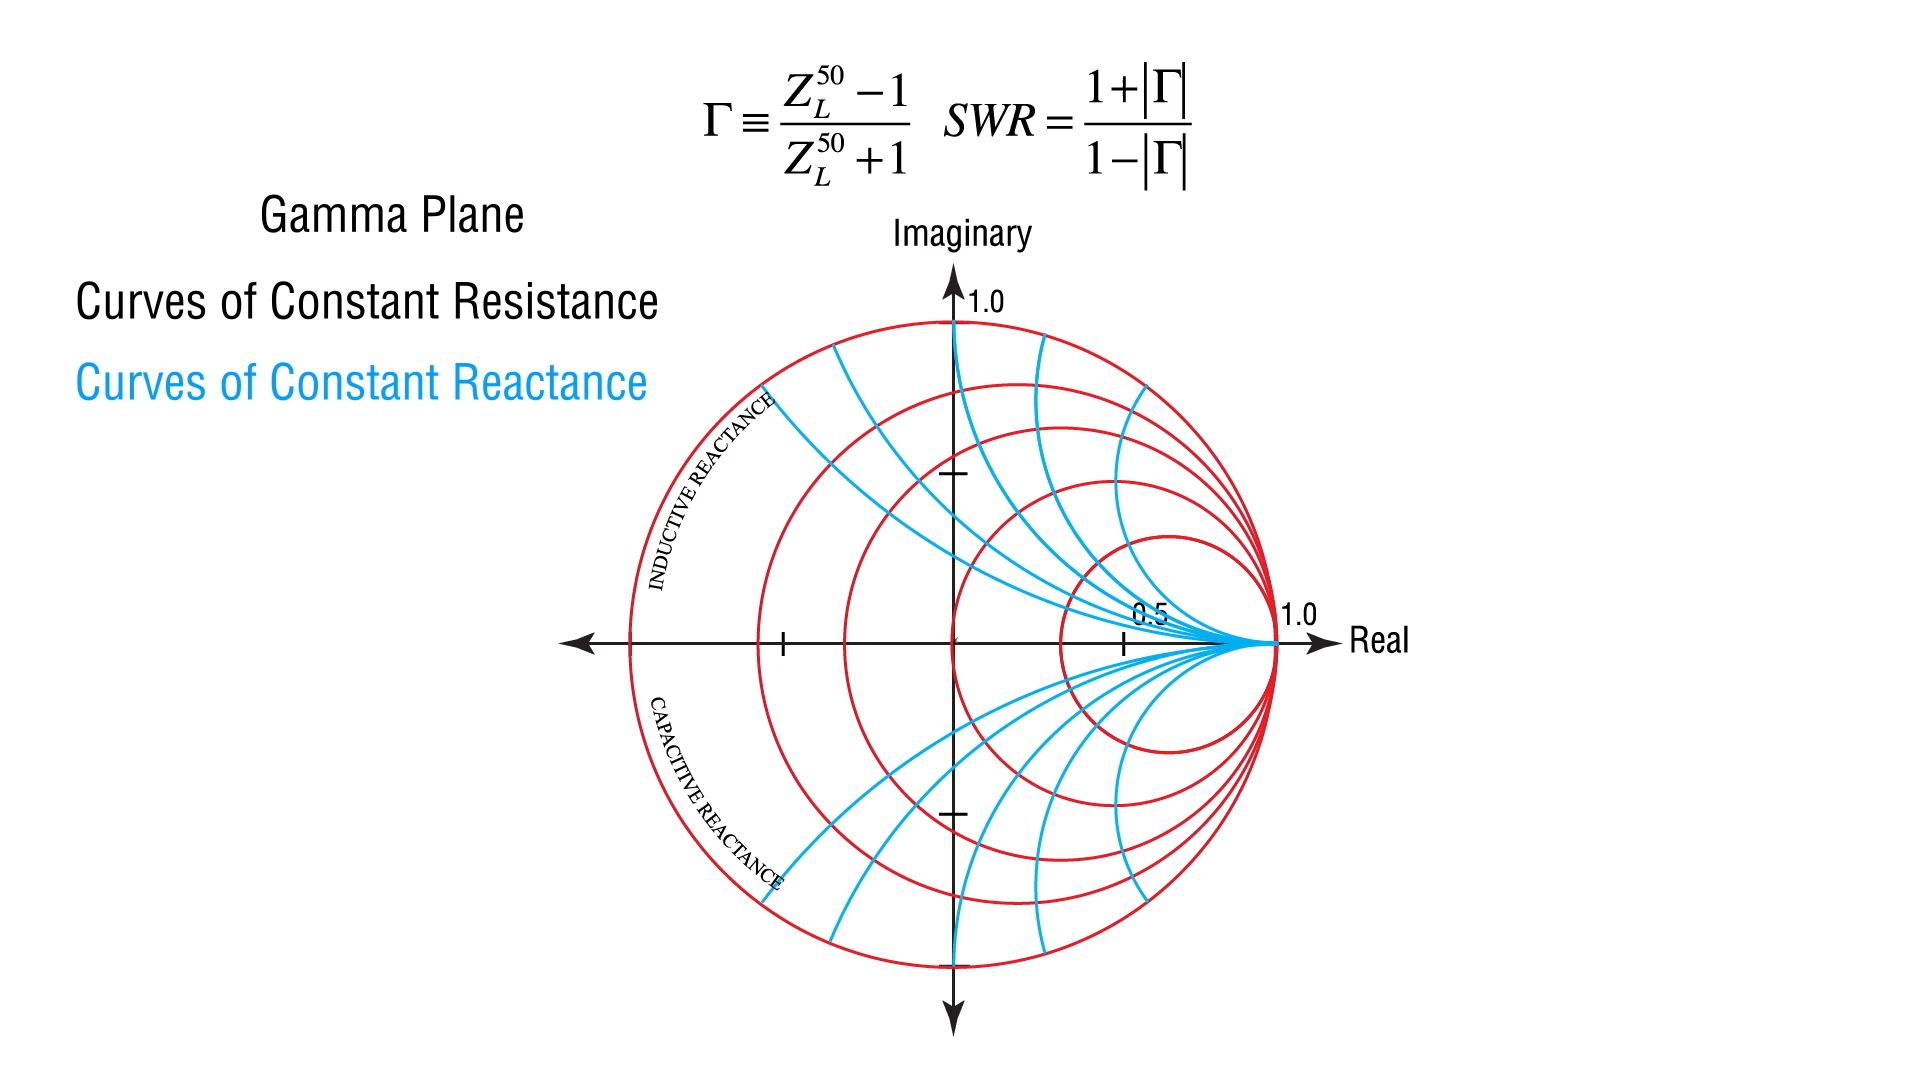 Γ ≡ (Z_L^50 − 1) / (Z_L^50 + 1) SWR = (1+|Γ|) / (1−|Γ|)
Gamma Plane
Imaginary
Curves of Constant Resistance
1.0
Curves of Constant Reactance
INDUCTIVE REACTANCE
0.5
1.0
Real
CAPACITIVE REACTANCE